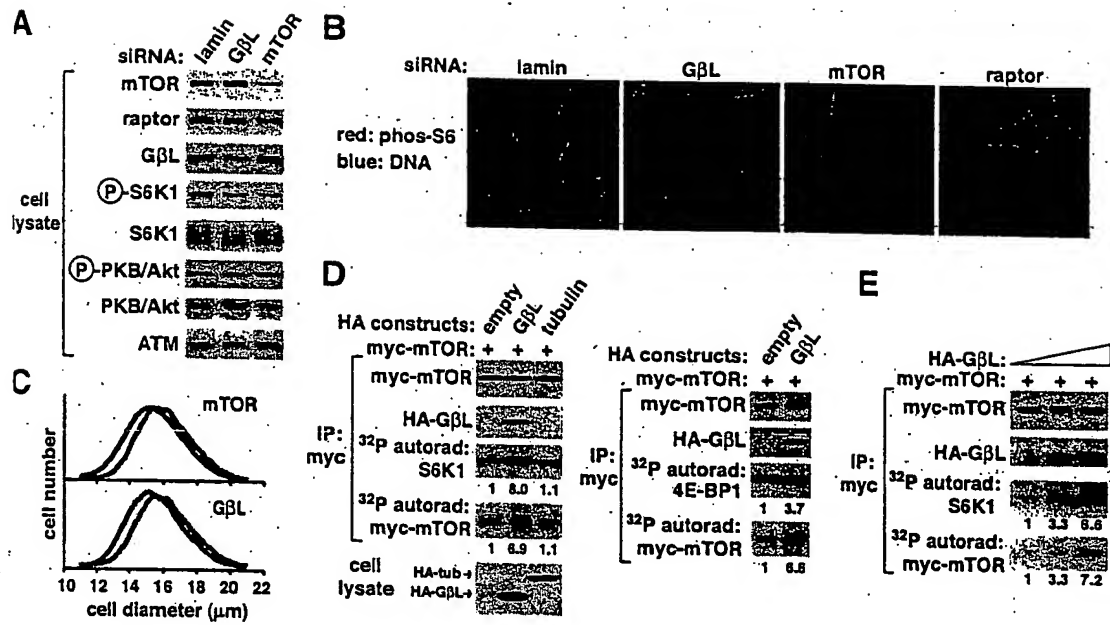 A
siRNA: lamin GβL mTOR
cell lysate
mTOR
raptor
GβL
P-S6K1
S6K1
P-PKB/Akt
PKB/Akt
ATM
B
siRNA: lamin GβL mTOR raptor
red: phos-S6
blue: DNA
C
mTOR
GβL
cell number
10 12 14 16 18 20 22
cell diameter (μm)
D
HA constructs: empty GβL tubulin
myc-mTOR: + + +
IP: myc
myc-mTOR
HA-GβL
32P autorad: S6K1
1 8.0 1.1
32P autorad: myc-mTOR
1 6.9 1.1
cell lysate
HA-tub
HA-GβL
HA constructs: empty GβL
myc-mTOR: + +
IP: myc
myc-mTOR
HA-GβL
32P autorad: 4E-BP1
1 3.7
32P autorad: myc-mTOR
1 6.6
E
HA-GβL:
myc-mTOR: + + +
IP: myc
myc-mTOR
HA-GβL
32P autorad: S6K1
1 3.3 6.6
32P autorad: myc-mTOR
1 3.3 7.2